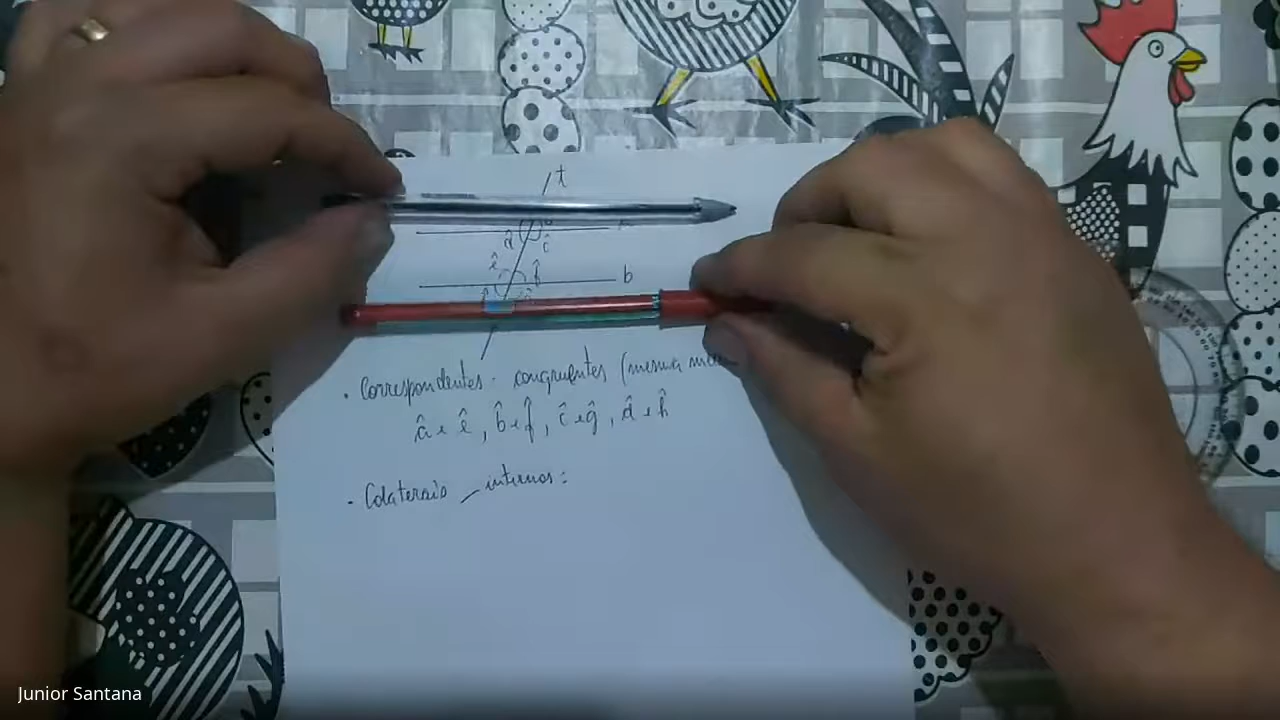 t
â ĉ
ê f̂
b
· Correspondentes: congruentes (mesma
â e ê, b̂ e f̂, ĉ e ĝ, d̂ e ĥ
· Colaterais internos:
Junior Santana